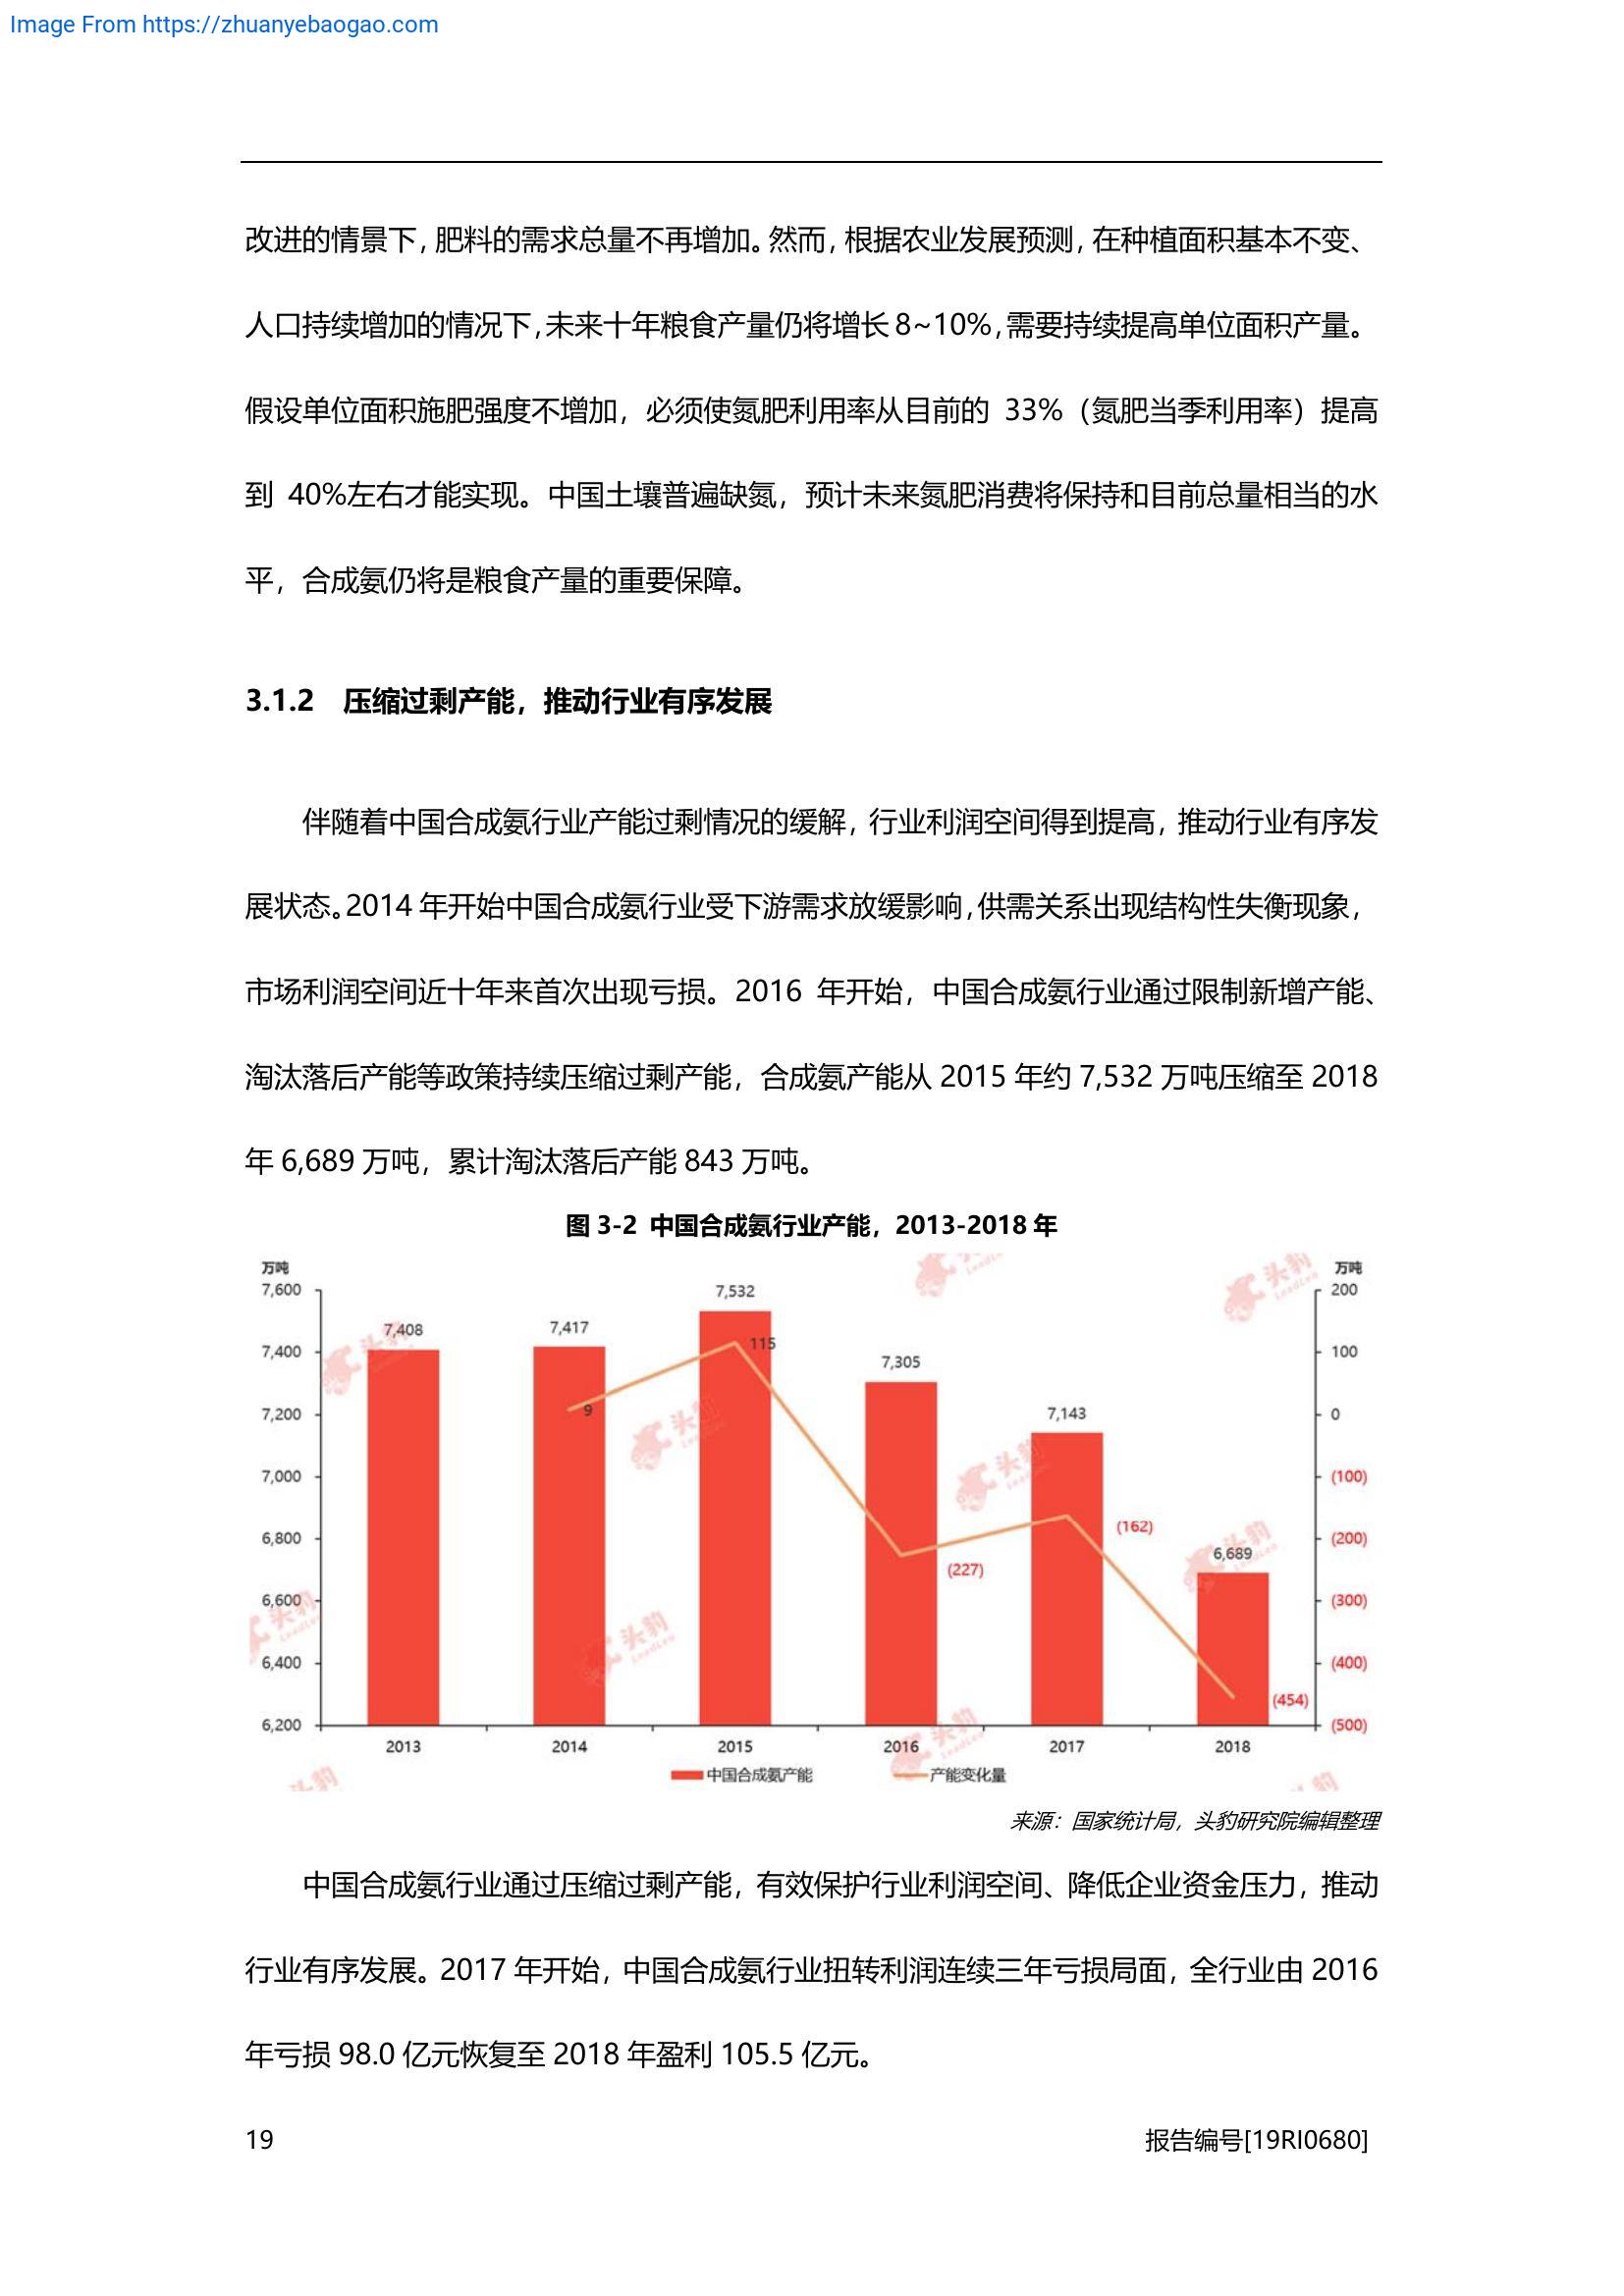 Image From https://zhuanyebaogao.com
改进的情景下，肥料的需求总量不再增加。然而，根据农业发展预测，在种植面积基本不变、
人口持续增加的情况下，未来十年粮食产量仍将增长 8~10%，需要持续提高单位面积产量。
假设单位面积施肥强度不增加，必须使氮肥利用率从目前的 33%（氮肥当季利用率）提高
到 40%左右才能实现。中国土壤普遍缺氮，预计未来氮肥消费将保持和目前总量相当的水
平，合成氨仍将是粮食产量的重要保障。
3.1.2 压缩过剩产能，推动行业有序发展
伴随着中国合成氨行业产能过剩情况的缓解，行业利润空间得到提高，推动行业有序发
展状态。2014 年开始中国合成氨行业受下游需求放缓影响，供需关系出现结构性失衡现象，
市场利润空间近十年来首次出现亏损。2016 年开始，中国合成氨行业通过限制新增产能、
淘汰落后产能等政策持续压缩过剩产能，合成氨产能从 2015 年约 7,532 万吨压缩至 2018
年 6,689 万吨，累计淘汰落后产能 843 万吨。
图 3-2 中国合成氨行业产能，2013-2018 年
万吨 万吨
7,600 7,532 200
7,408 7,417 115
7,400 7,305 100
7,200 9 7,143 0
7,000 (100)
(162)
6,800 6,689 (200)
(227)
6,600 (300)
6,400 (400)
(454)
6,200 (500)
2013 2014 2015 2016 2017 2018
中国合成氨产能 产能变化量
头豹 LeadLeo
来源：国家统计局，头豹研究院编辑整理
中国合成氨行业通过压缩过剩产能，有效保护行业利润空间、降低企业资金压力，推动
行业有序发展。2017 年开始，中国合成氨行业扭转利润连续三年亏损局面，全行业由 2016
年亏损 98.0 亿元恢复至 2018 年盈利 105.5 亿元。
19 报告编号[19RI0680]